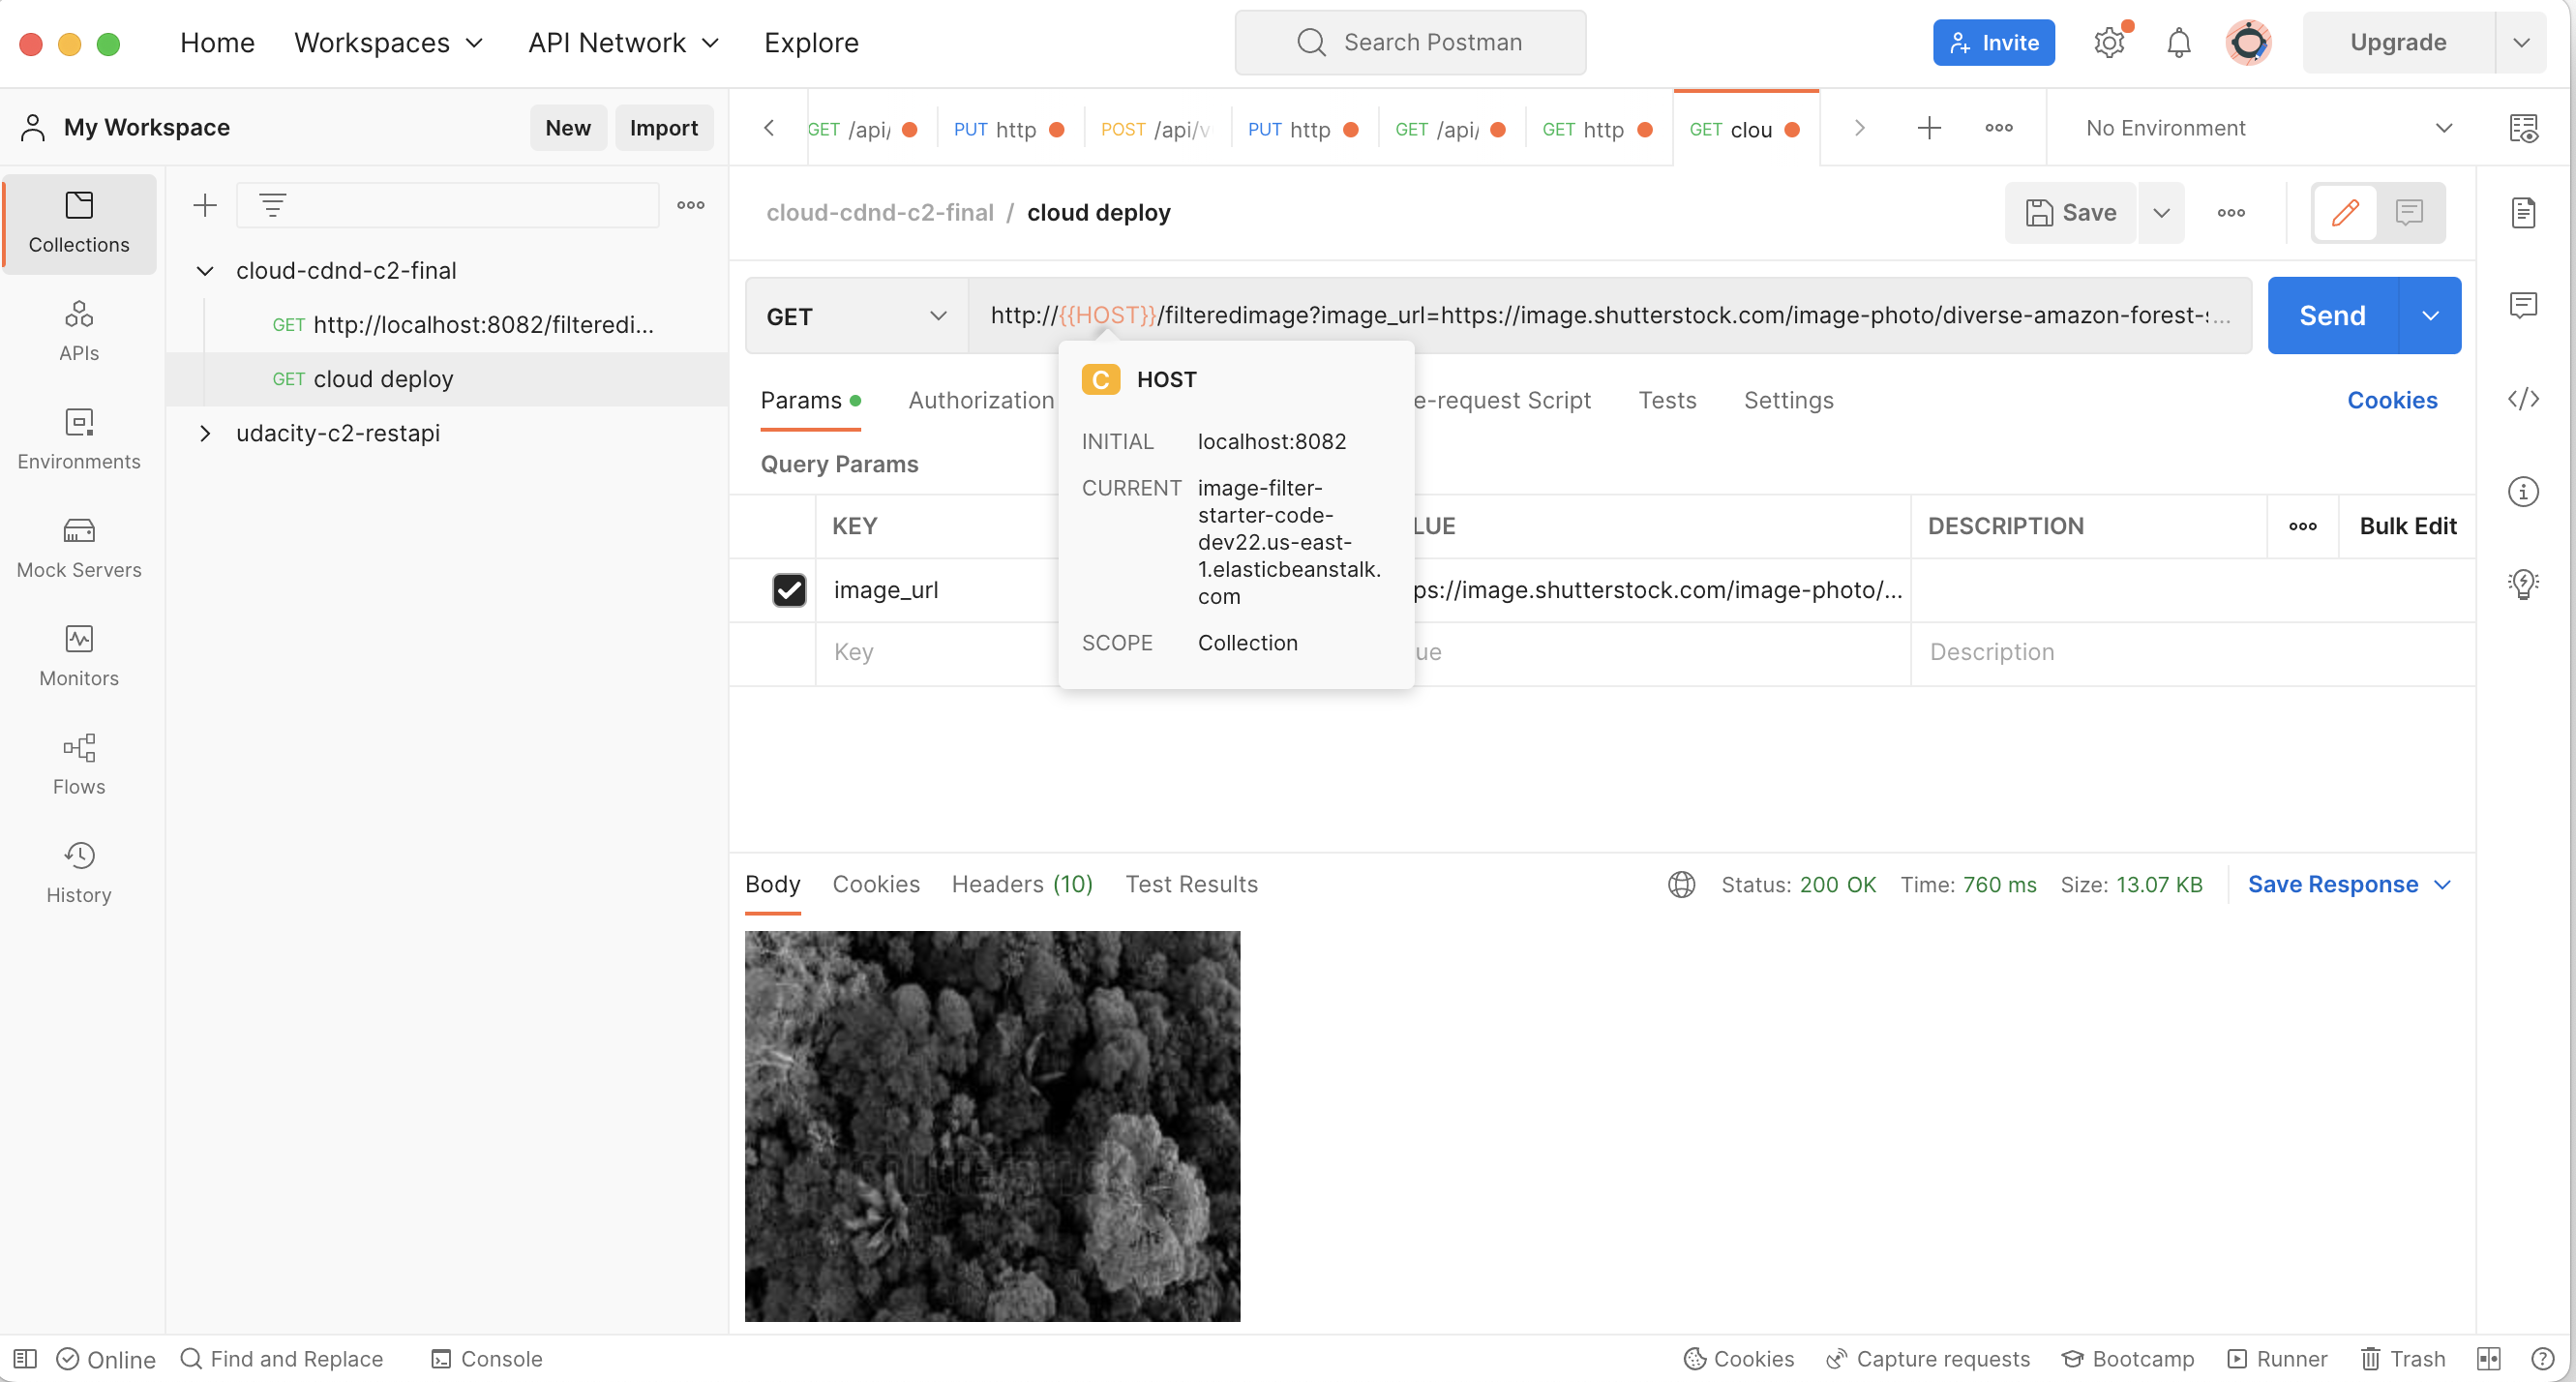 Home
Workspaces
API Network
Explore
Search Postman
Invite
Upgrade
My Workspace
New
Import
GET /api/
PUT http
POST /api/v
PUT http
GET /api/
GET http
GET clou
No Environment
Collections
APIs
Environments
Mock Servers
Monitors
Flows
History
cloud-cdnd-c2-final
GET http://localhost:8082/filteredi...
GET cloud deploy
udacity-c2-restapi
cloud-cdnd-c2-final / cloud deploy
Save
GET
http://{{HOST}}/filteredimage?image_url=https://image.shutterstock.com/image-photo/diverse-amazon-forest-...
Send
Params
Authorization
e-request Script
Tests
Settings
Cookies
C HOST
INITIAL localhost:8082
CURRENT image-filter-
starter-code-
dev22.us-east-
1.elasticbeanstalk.
com
SCOPE Collection
Query Params
KEY
LUE
DESCRIPTION
Bulk Edit
image_url
ps://image.shutterstock.com/image-photo/...
Key
ue
Description
Body
Cookies
Headers (10)
Test Results
Status: 200 OK
Time: 760 ms
Size: 13.07 KB
Save Response
Online
Find and Replace
Console
Cookies
Capture requests
Bootcamp
Runner
Trash